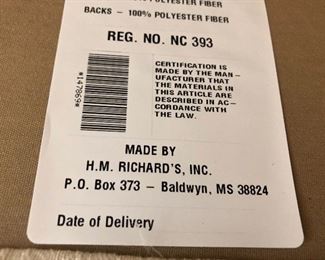 POLYESTER FIBER
BACKS – 100% POLYESTER FIBER
REG. NO. NC 393
CERTIFICATION IS
MADE BY THE MAN–
UFACTURER THAT
THE MATERIALS IN
THIS ARTICLE ARE
DESCRIBED IN AC–
CORDANCE WITH
THE LAW.
*147869*
MADE BY
H.M. RICHARD'S, INC.
P.O. Box 373 – Baldwyn, MS 38824
Date of Delivery